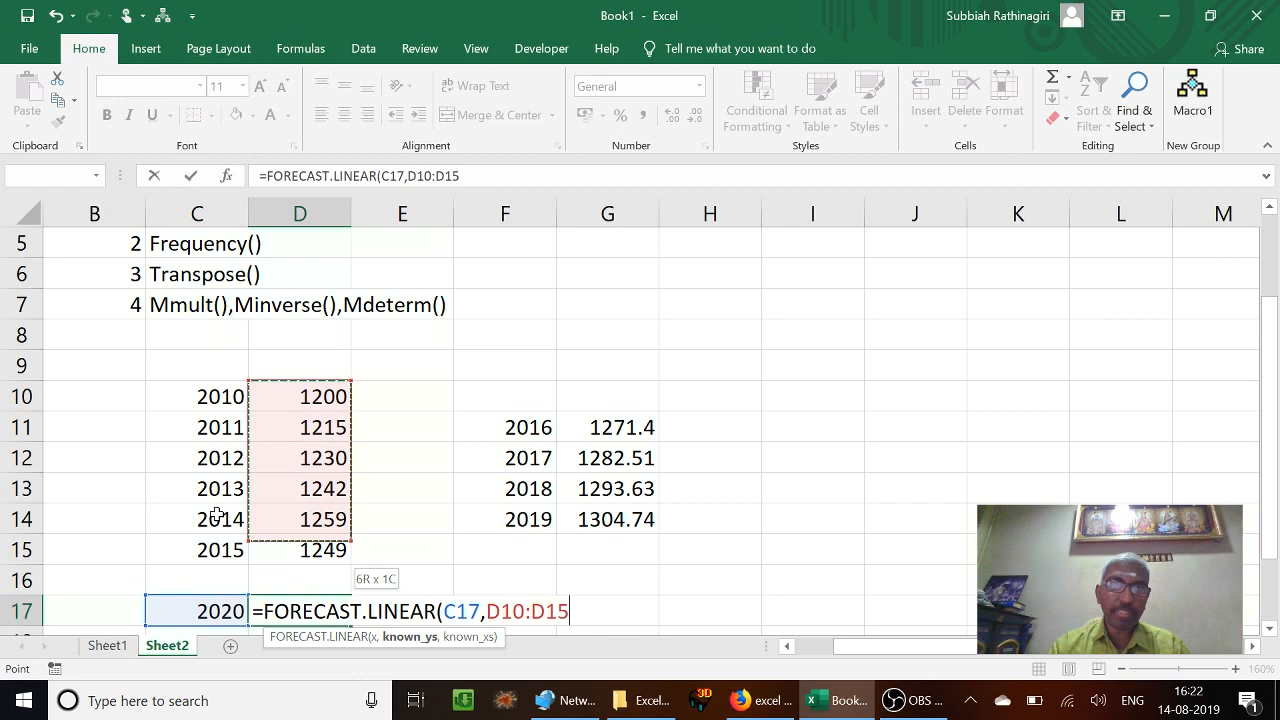 Book1 - Excel
Subbiah Rathinagiri
File Home Insert Page Layout Formulas Data Review View Developer Help Tell me what you want to do Share
Paste
11
Wrap Text
Merge & Center
General
Conditional Formatting
Format as Table
Cell Styles
Insert Delete Format
Sort & Filter
Find & Select
Macro1
Clipboard Font Alignment Number Styles Cells Editing New Group
=FORECAST.LINEAR(C17,D10:D15
B C D E F G H I J K L M
5 2 Frequency()
6 3 Transpose()
7 4 Mmult(),Minverse(),Mdeterm()
8
9
10 2010 1200
11 2011 1215 2016 1271.4
12 2012 1230 2017 1282.51
13 2013 1242 2018 1293.63
14 2014 1259 2019 1304.74
15 2015 1249
16 6R x 1C
17 2020 =FORECAST.LINEAR(C17,D10:D15
FORECAST.LINEAR(x, known_ys, known_xs)
Sheet1 Sheet2
Point 160%
Type here to search
Netw...
Excel...
3D
excel ...
Book...
OBS ...
ENG
16:22
14-08-2019
1